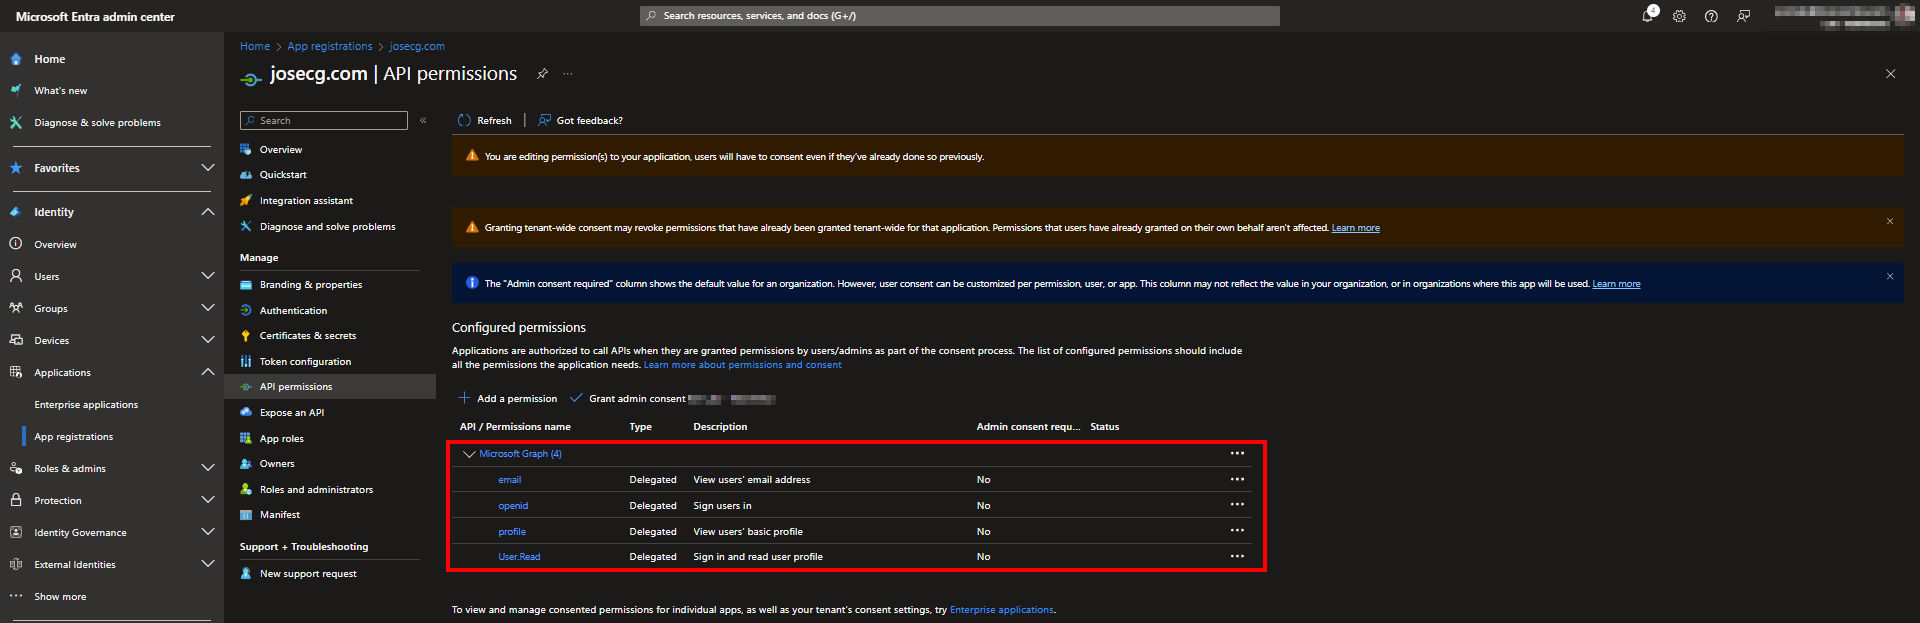 Microsoft Entra admin center
Search resources, services, and docs (G+/)
4
Home
What's new
Diagnose & solve problems
Favorites
Identity
Overview
Users
Groups
Devices
Applications
Enterprise applications
App registrations
Roles & admins
Protection
Identity Governance
External Identities
Show more
Home > App registrations > josecg.com
josecg.com | API permissions
Search
Overview
Quickstart
Integration assistant
Diagnose and solve problems
Manage
Branding & properties
Authentication
Certificates & secrets
Token configuration
API permissions
Expose an API
App roles
Owners
Roles and administrators
Manifest
Support + Troubleshooting
New support request
Refresh | Got feedback?
You are editing permission(s) to your application, users will have to consent even if they've already done so previously.
Granting tenant-wide consent may revoke permissions that have already been granted tenant-wide for that application. Permissions that users have already granted on their own behalf aren't affected. Learn more
The "Admin consent required" column shows the default value for an organization. However, user consent can be customized per permission, user, or app. This column may not reflect the value in your organization, or in organizations where this app will be used. Learn more
Configured permissions
Applications are authorized to call APIs when they are granted permissions by users/admins as part of the consent process. The list of configured permissions should include
all the permissions the application needs. Learn more about permissions and consent
Add a permission Grant admin consent
API / Permissions name Type Description Admin consent requ... Status
Microsoft Graph (4)
email Delegated View users' email address No
openid Delegated Sign users in No
profile Delegated View users' basic profile No
User.Read Delegated Sign in and read user profile No
To view and manage consented permissions for individual apps, as well as your tenant's consent settings, try Enterprise applications.